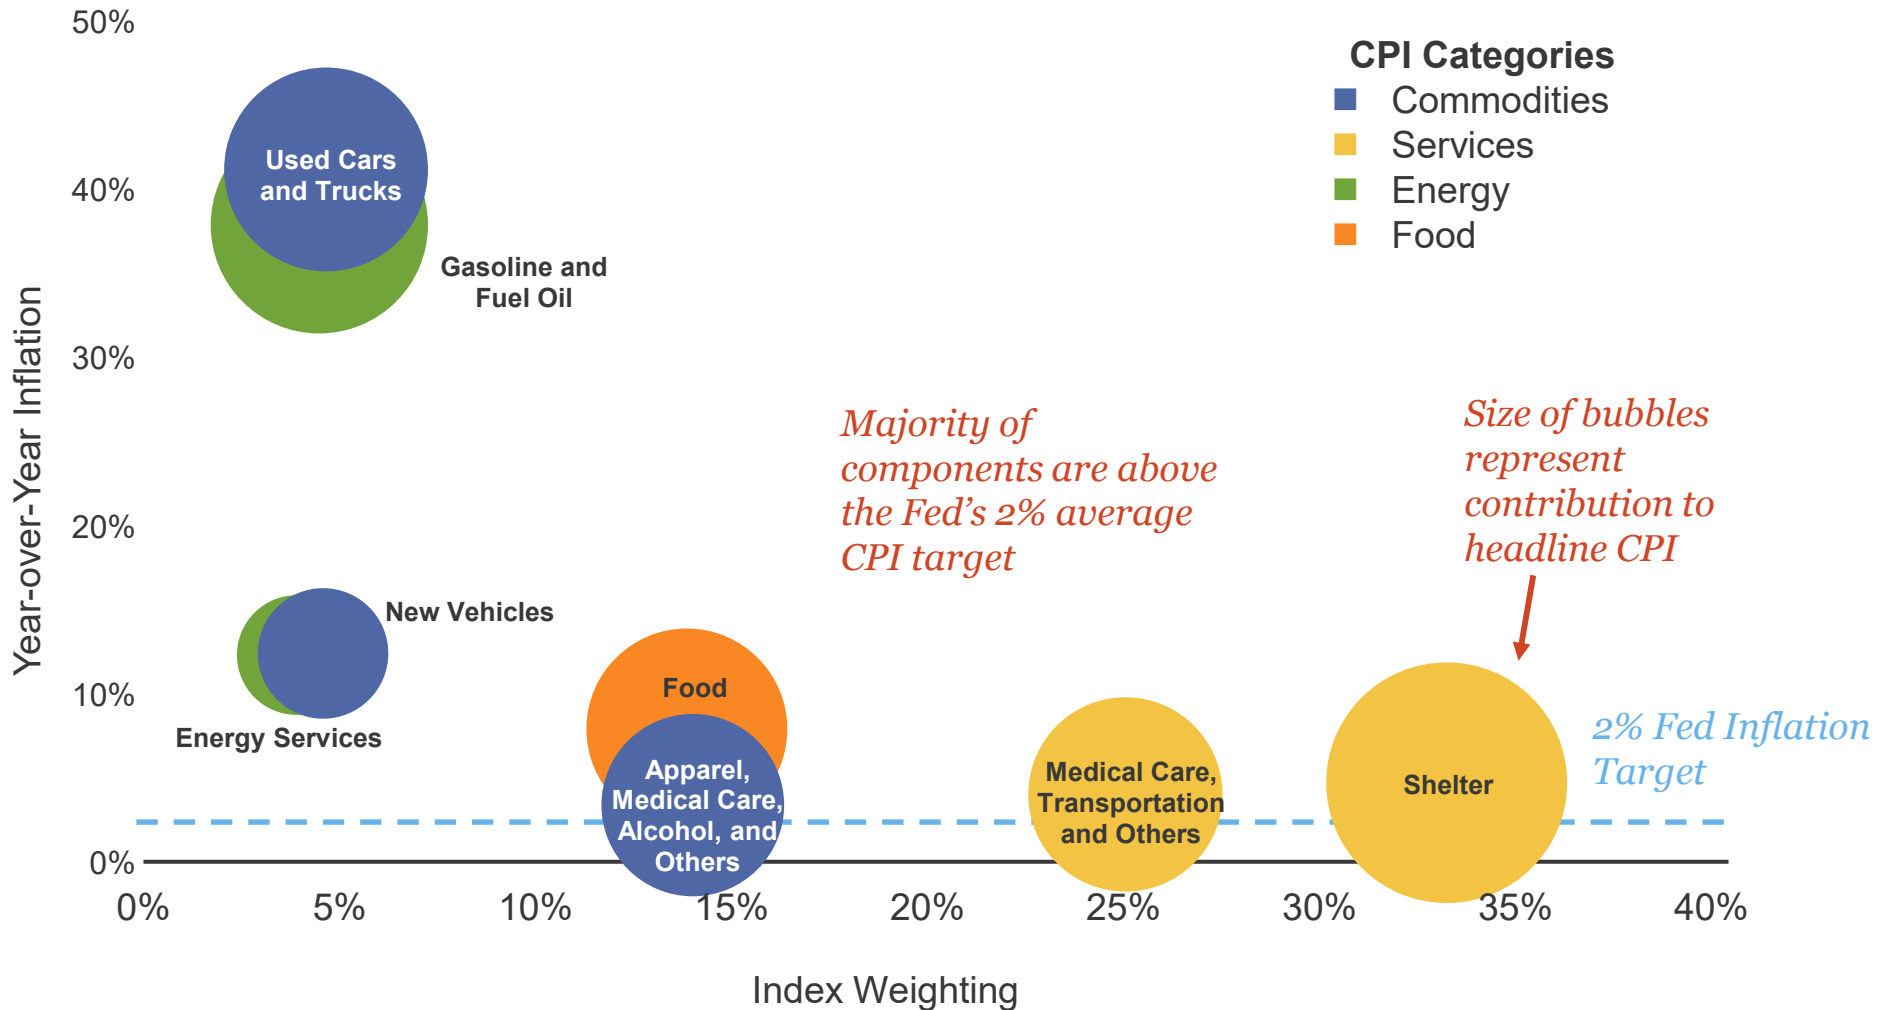 50%
40%
30%
20%
10%
0%
Year-over-Year Inflation
CPI Categories
Commodities
Services
Energy
Food
Used Cars
and Trucks
Gasoline and
Fuel Oil
Majority of
components are above
the Fed's 2% average
CPI target
Size of bubbles
represent
contribution to
headline CPI
New Vehicles
Energy Services
Food
Apparel,
Medical Care,
Alcohol, and
Others
Medical Care,
Transportation
and Others
Shelter
2% Fed Inflation
Target
0%
5%
10%
15%
20%
25%
30%
35%
40%
Index Weighting